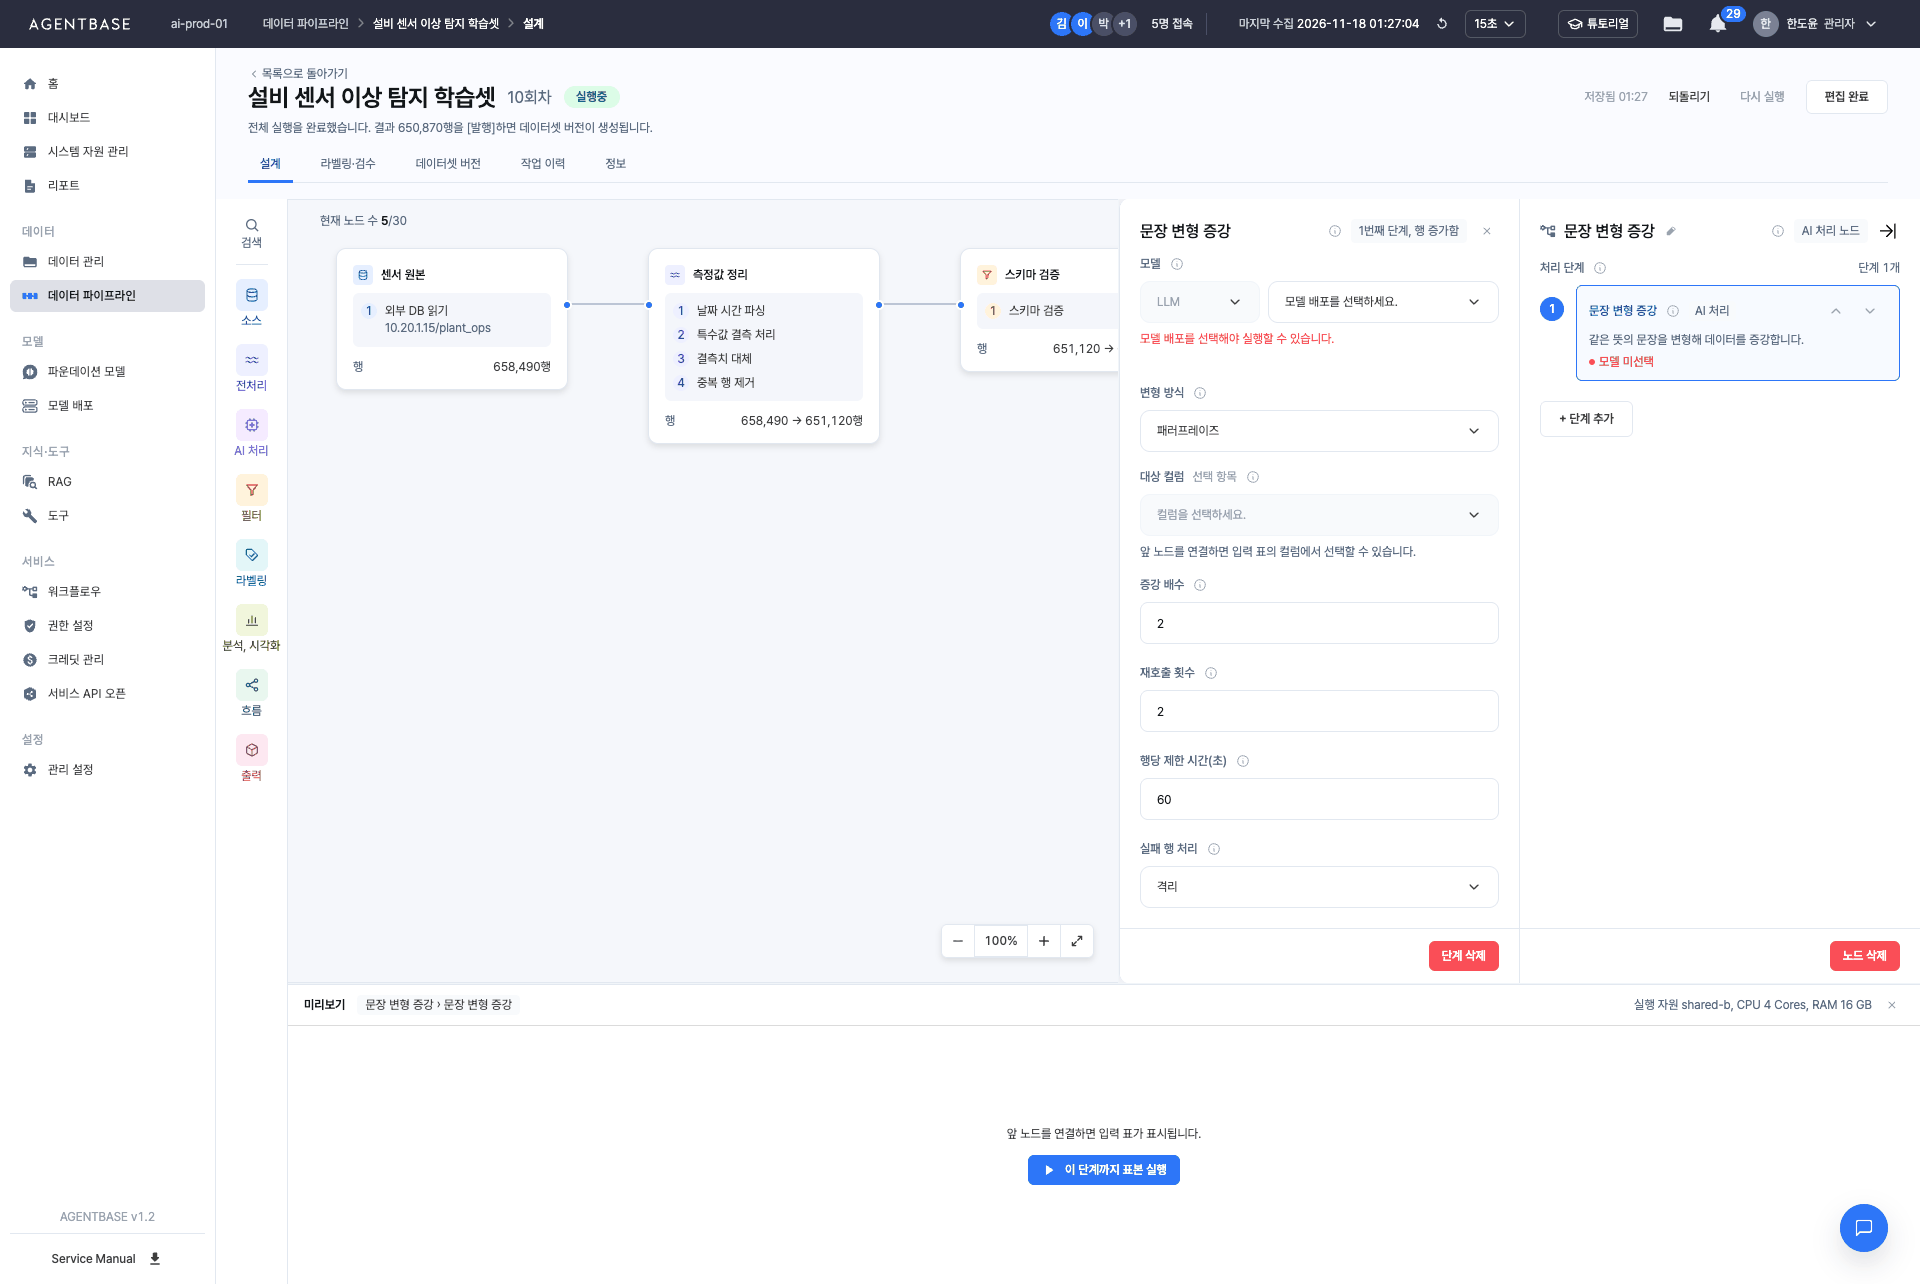 AGENTBASE
ai-prod-01
데이터 파이프라인 > 설비 센서 이상 탐지 학습셋 > 설계
김 이 박 +1 5명 접속
마지막 수집 2026-11-18 01:27:04
15초
튜토리얼
29
한 한도윤 관리자
홈
대시보드
시스템 자원 관리
리포트
데이터
데이터 관리
데이터 파이프라인
모델
파운데이션 모델
모델 배포
지식·도구
RAG
도구
서비스
워크플로우
권한 설정
크레딧 관리
서비스 API 오픈
설정
관리 설정
AGENTBASE v1.2
Service Manual
목록으로 돌아가기
설비 센서 이상 탐지 학습셋 10회차 실행중
전체 실행을 완료했습니다. 결과 650,870행을 [발행]하면 데이터셋 버전이 생성됩니다.
저장됨 01:27 되돌리기 다시 실행 편집 완료
설계 라벨링·검수 데이터셋 버전 작업 이력 정보
검색
소스
전처리
AI 처리
필터
라벨링
분석, 시각화
흐름
출력
현재 노드 수 5/30
센서 원본
1 외부 DB 읽기
10.20.1.15/plant_ops
행 658,490행
측정값 정리
1 날짜 시간 파싱
2 특수값 결측 처리
3 결측치 대체
4 중복 행 제거
행 658,490 → 651,120행
스키마 검증
1 스키마 검증
행 651,120 →
100%
문장 변형 증강
1번째 단계, 행 증가함
모델
LLM
모델 배포를 선택하세요.
모델 배포를 선택해야 실행할 수 있습니다.
변형 방식
패러프레이즈
대상 컬럼 선택 항목
컬럼을 선택하세요.
앞 노드를 연결하면 입력 표의 컬럼에서 선택할 수 있습니다.
증강 배수
2
재호출 횟수
2
행당 제한 시간(초)
60
실패 행 처리
격리
단계 삭제
문장 변형 증강
AI 처리 노드
처리 단계
단계 1개
1
문장 변형 증강 AI 처리
같은 뜻의 문장을 변형해 데이터를 증강합니다.
모델 미선택
+ 단계 추가
노드 삭제
미리보기 문장 변형 증강 › 문장 변형 증강
실행 자원 shared-b, CPU 4 Cores, RAM 16 GB
앞 노드를 연결하면 입력 표가 표시됩니다.
이 단계까지 표본 실행